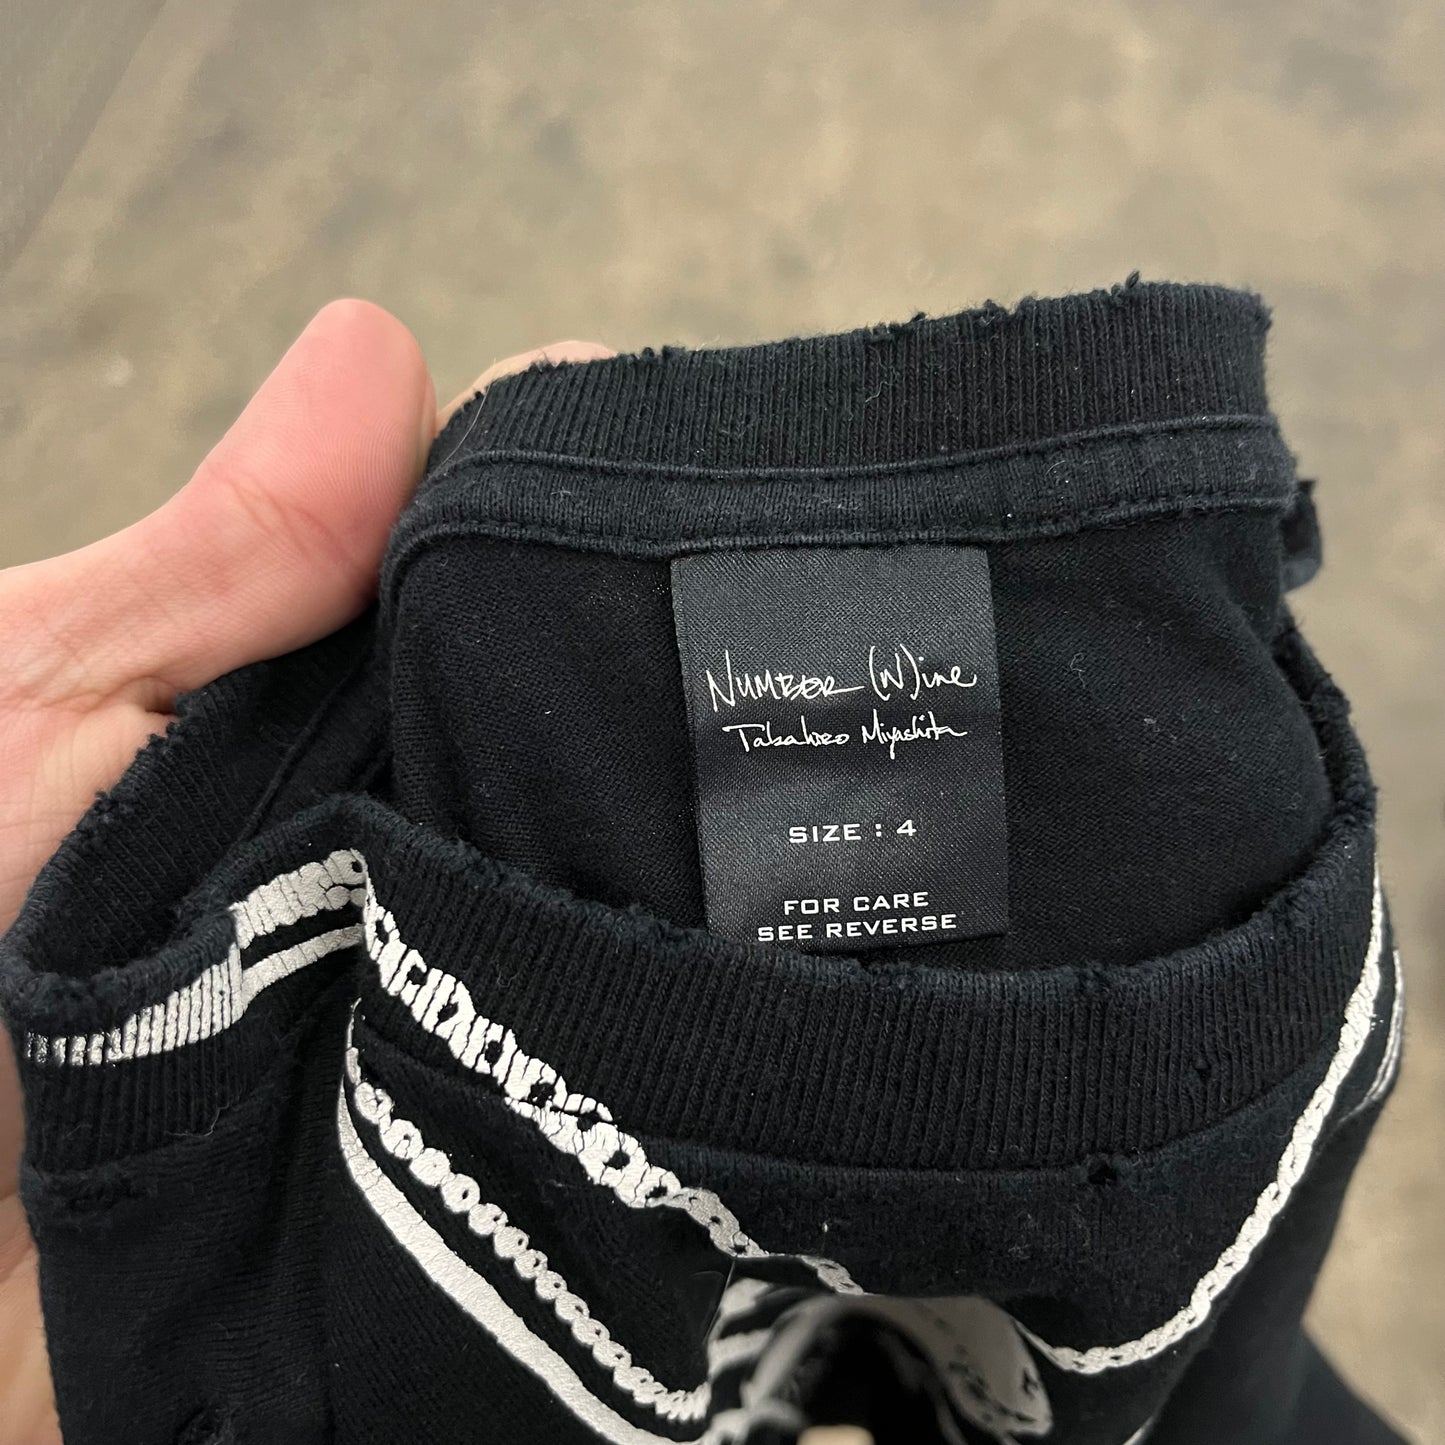 NUMBER (N)ine
Takahiro Miyashita
SIZE : 4
FOR CARE
SEE REVERSE